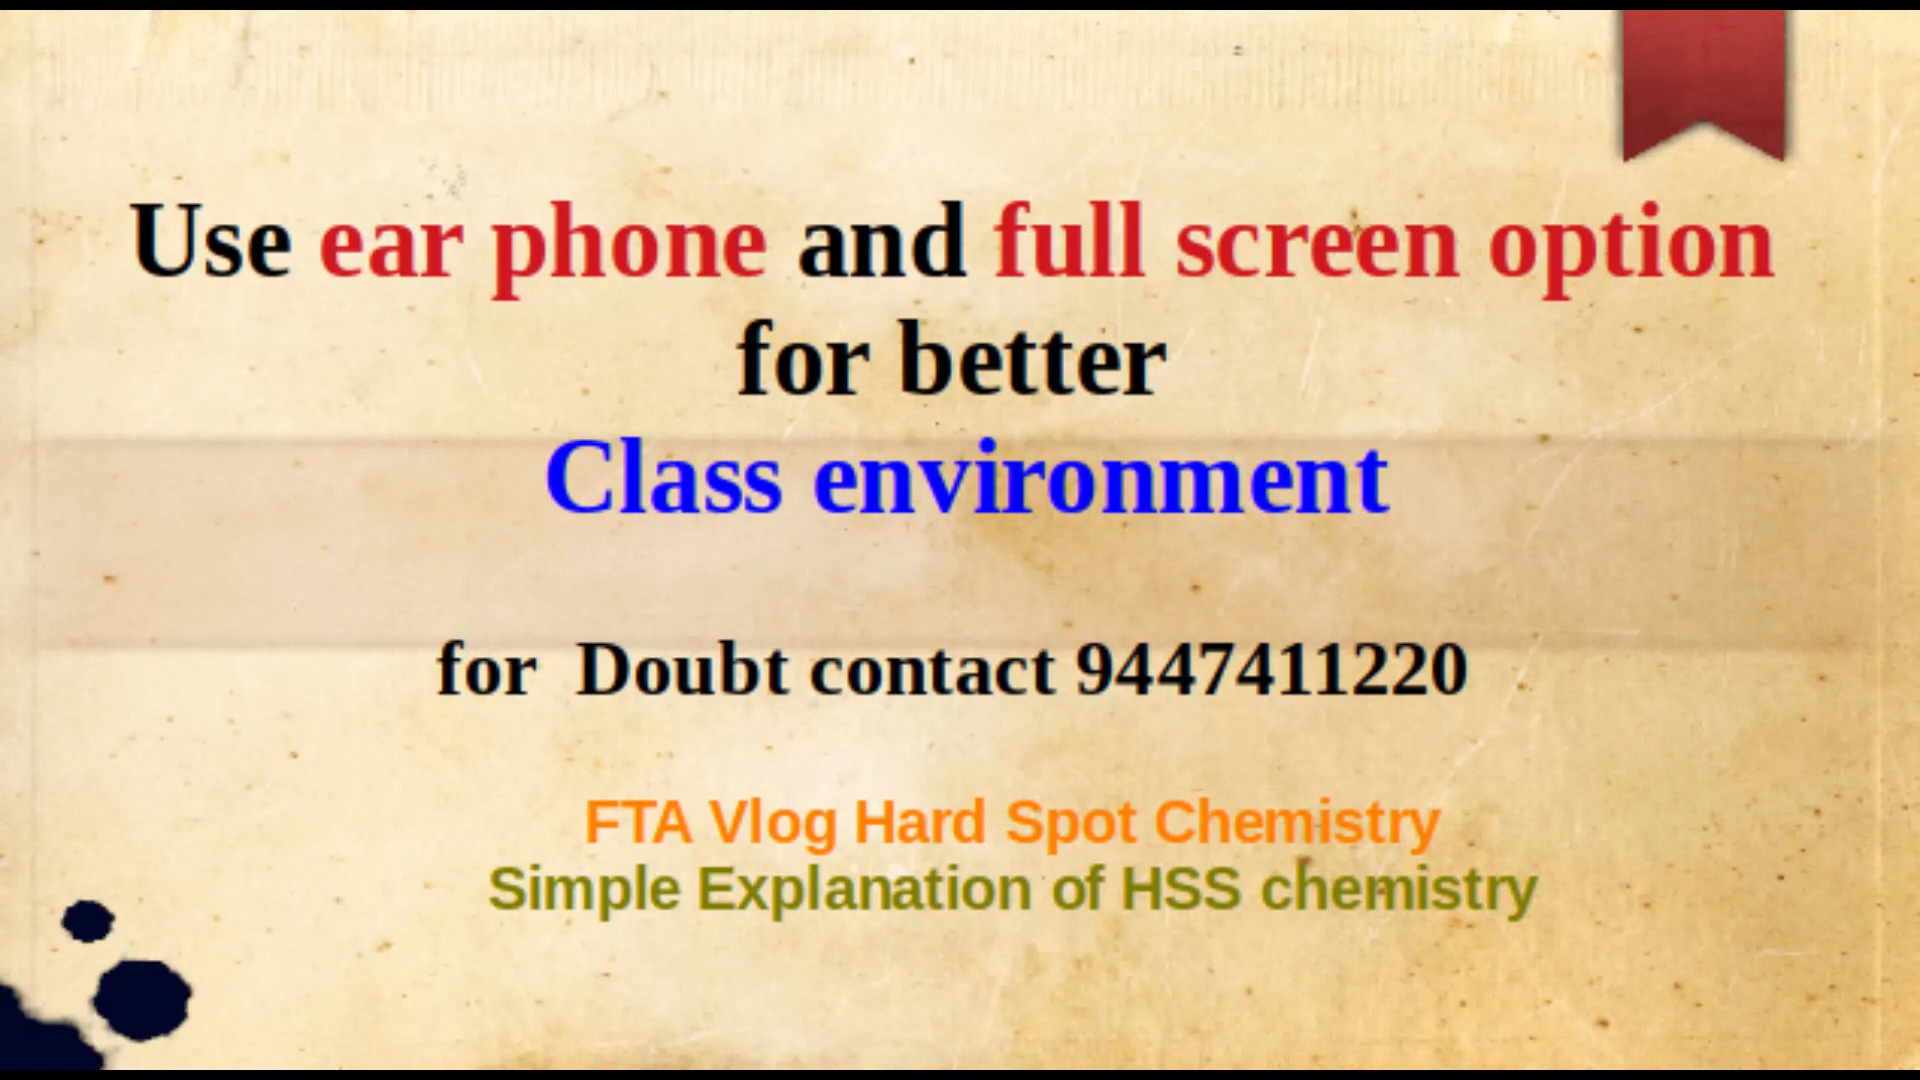 Use ear phone and full screen option
for better
Class environment
for Doubt contact 9447411220
FTA Vlog Hard Spot Chemistry
Simple Explanation of HSS chemistry